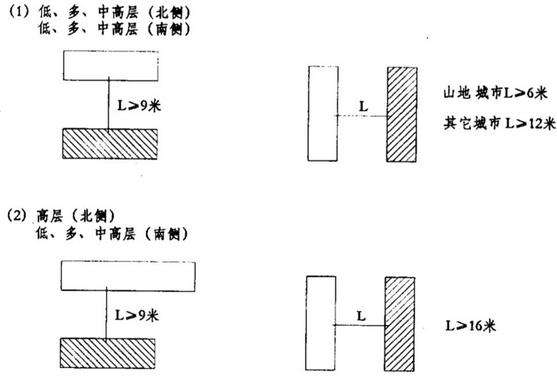 (1) 低、多、中高层 (北侧)
低、多、中高层 (南侧)
L≥9米
L
山地 城市L≥6米
其它城市 L≥12米
(2) 高层 (北侧)
低、多、中高层 (南侧)
L≥9米
L
L≥16米